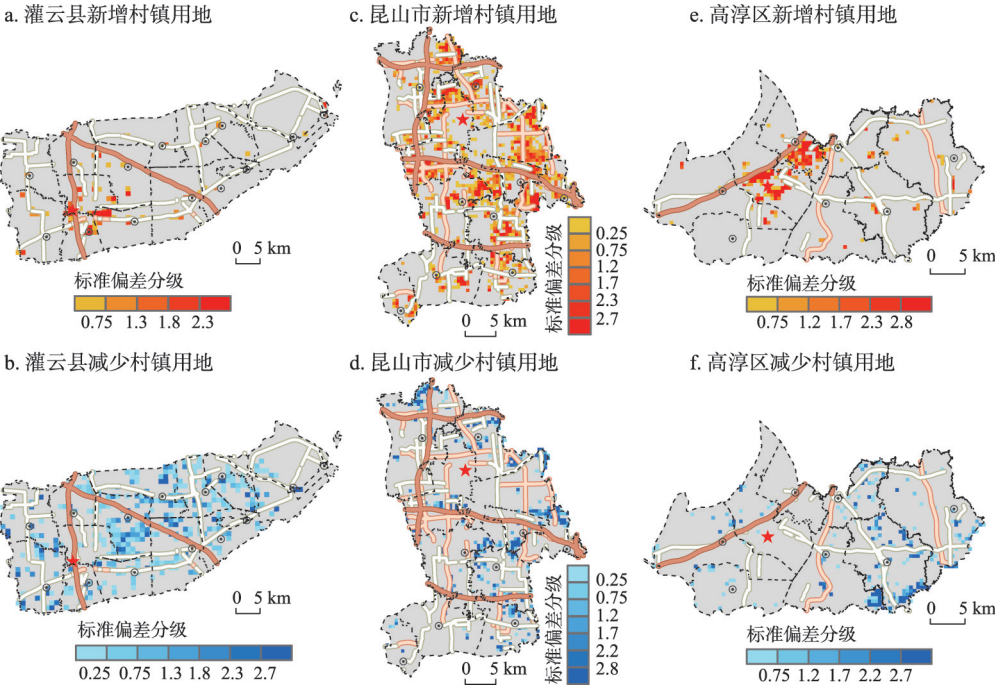 a. 灌云县新增村镇用地
c. 昆山市新增村镇用地
e. 高淳区新增村镇用地
0 5 km
标准偏差分级
0.75 1.3 1.8 2.3
0 5 km
标准偏差分级
0.25
0.75
1.2
1.7
2.3
2.7
0 5 km
标准偏差分级
0.75 1.2 1.7 2.3 2.8
b. 灌云县减少村镇用地
d. 昆山市减少村镇用地
f. 高淳区减少村镇用地
0 5 km
标准偏差分级
0.25 0.75 1.3 1.8 2.3 2.7
0 5 km
标准偏差分级
0.25
0.75
1.2
1.7
2.2
2.8
0 5 km
标准偏差分级
0.75 1.2 1.7 2.2 2.7